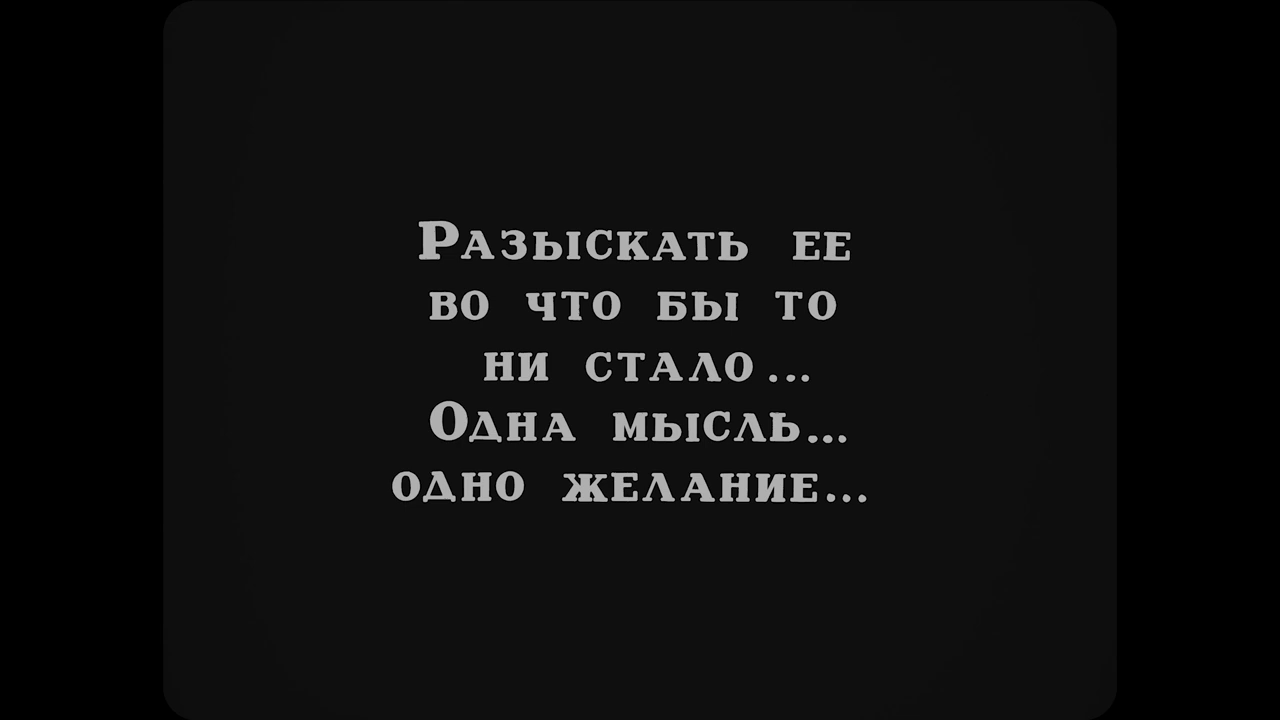 Разыскать ее
во что бы то
ни стало...
Одна мысль...
одно желание...